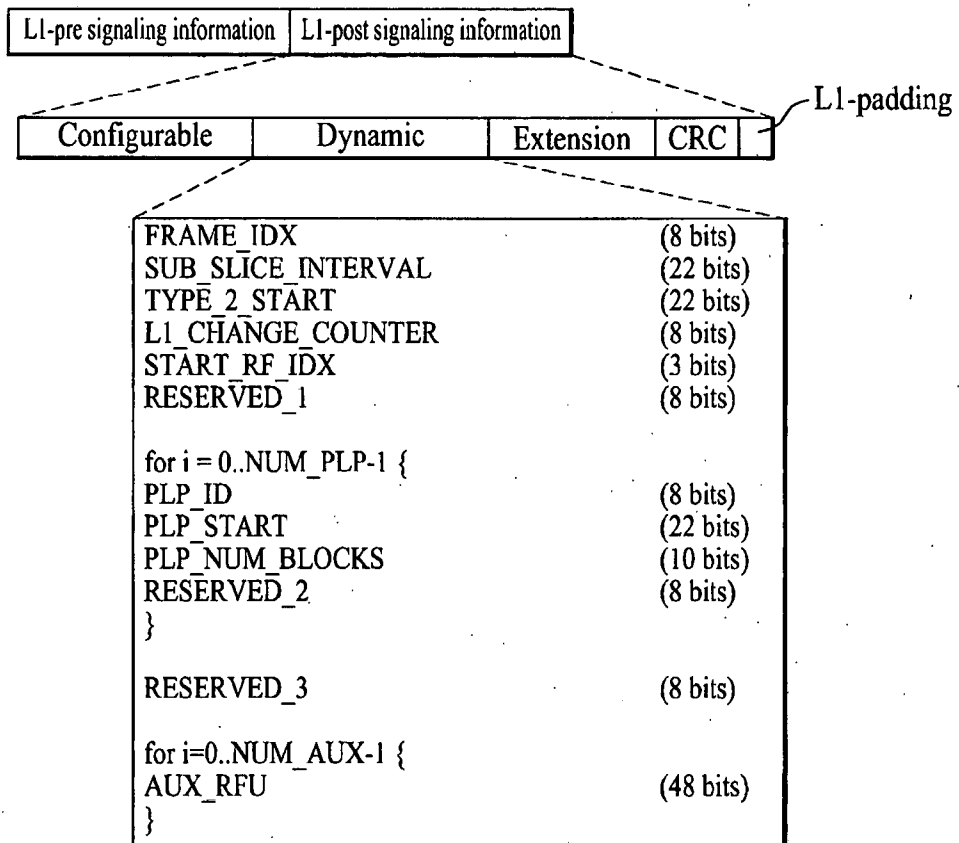 L1-pre signaling information L1-post signaling information
L1-padding
Configurable Dynamic Extension CRC
FRAME_IDX (8 bits)
SUB_SLICE_INTERVAL (22 bits)
TYPE_2_START (22 bits)
L1_CHANGE_COUNTER (8 bits)
START_RF_IDX (3 bits)
RESERVED_1 (8 bits)
for i = 0..NUM_PLP-1 {
PLP_ID (8 bits)
PLP_START (22 bits)
PLP_NUM_BLOCKS (10 bits)
RESERVED_2 (8 bits)
}
RESERVED_3 (8 bits)
for i=0..NUM_AUX-1 {
AUX_RFU (48 bits)
}